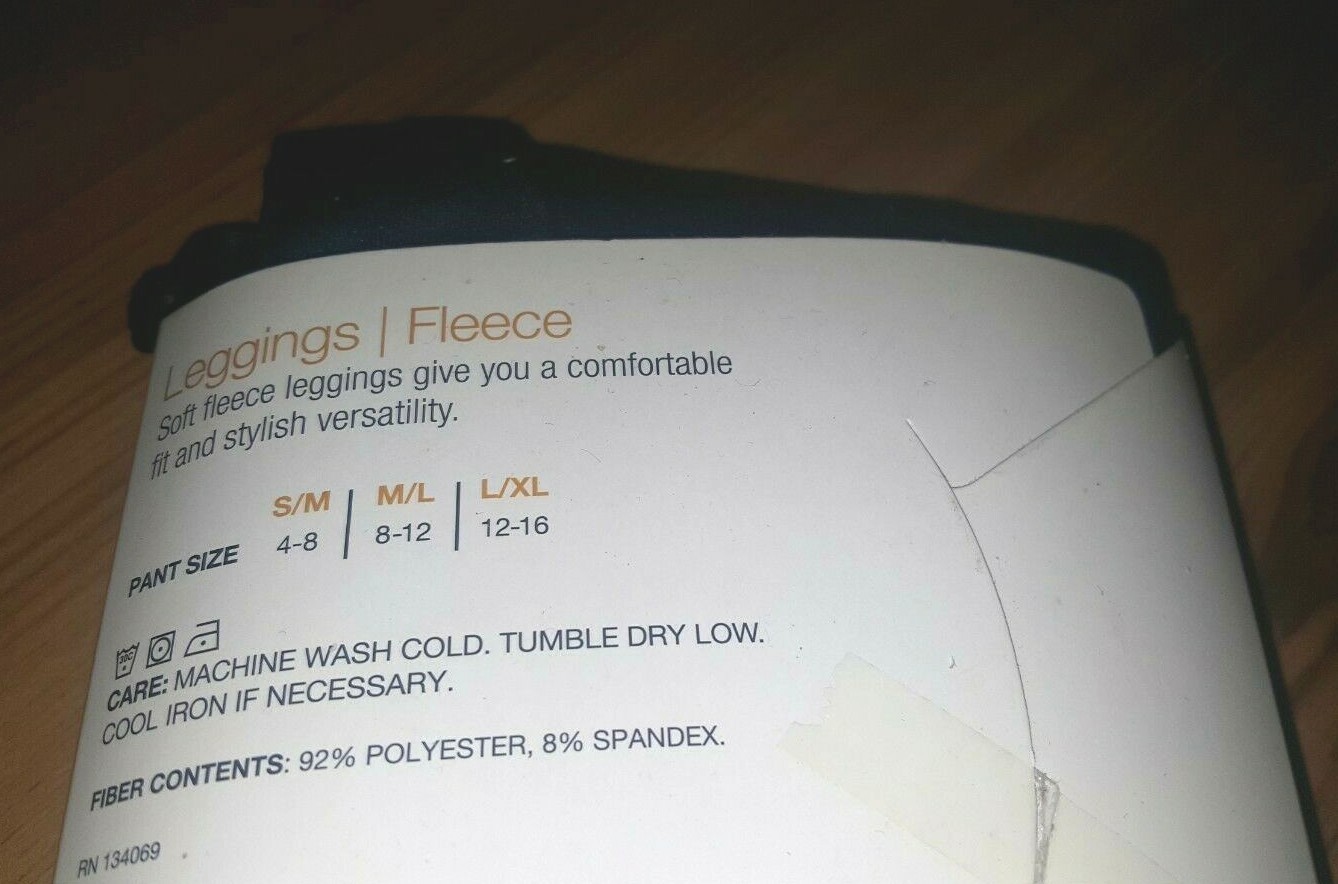 Leggings | Fleece
Soft fleece leggings give you a comfortable
fit and stylish versatility.
S/M | M/L | L/XL
PANT SIZE 4-8 | 8-12 | 12-16
30C
CARE: MACHINE WASH COLD. TUMBLE DRY LOW.
COOL IRON IF NECESSARY.
FIBER CONTENTS: 92% POLYESTER, 8% SPANDEX.
RN 134069